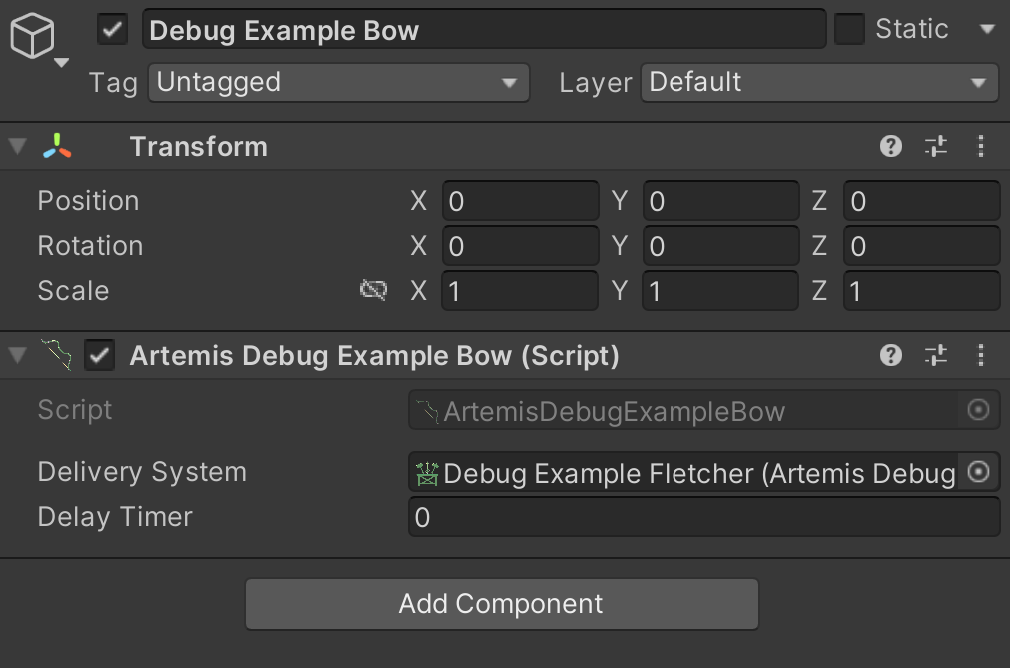 Debug Example Bow Static
Tag Untagged Layer Default
Transform
Position X 0 Y 0 Z 0
Rotation X 0 Y 0 Z 0
Scale X 1 Y 1 Z 1
Artemis Debug Example Bow (Script)
Script ArtemisDebugExampleBow
Delivery System Debug Example Fletcher (Artemis Debug
Delay Timer 0
Add Component